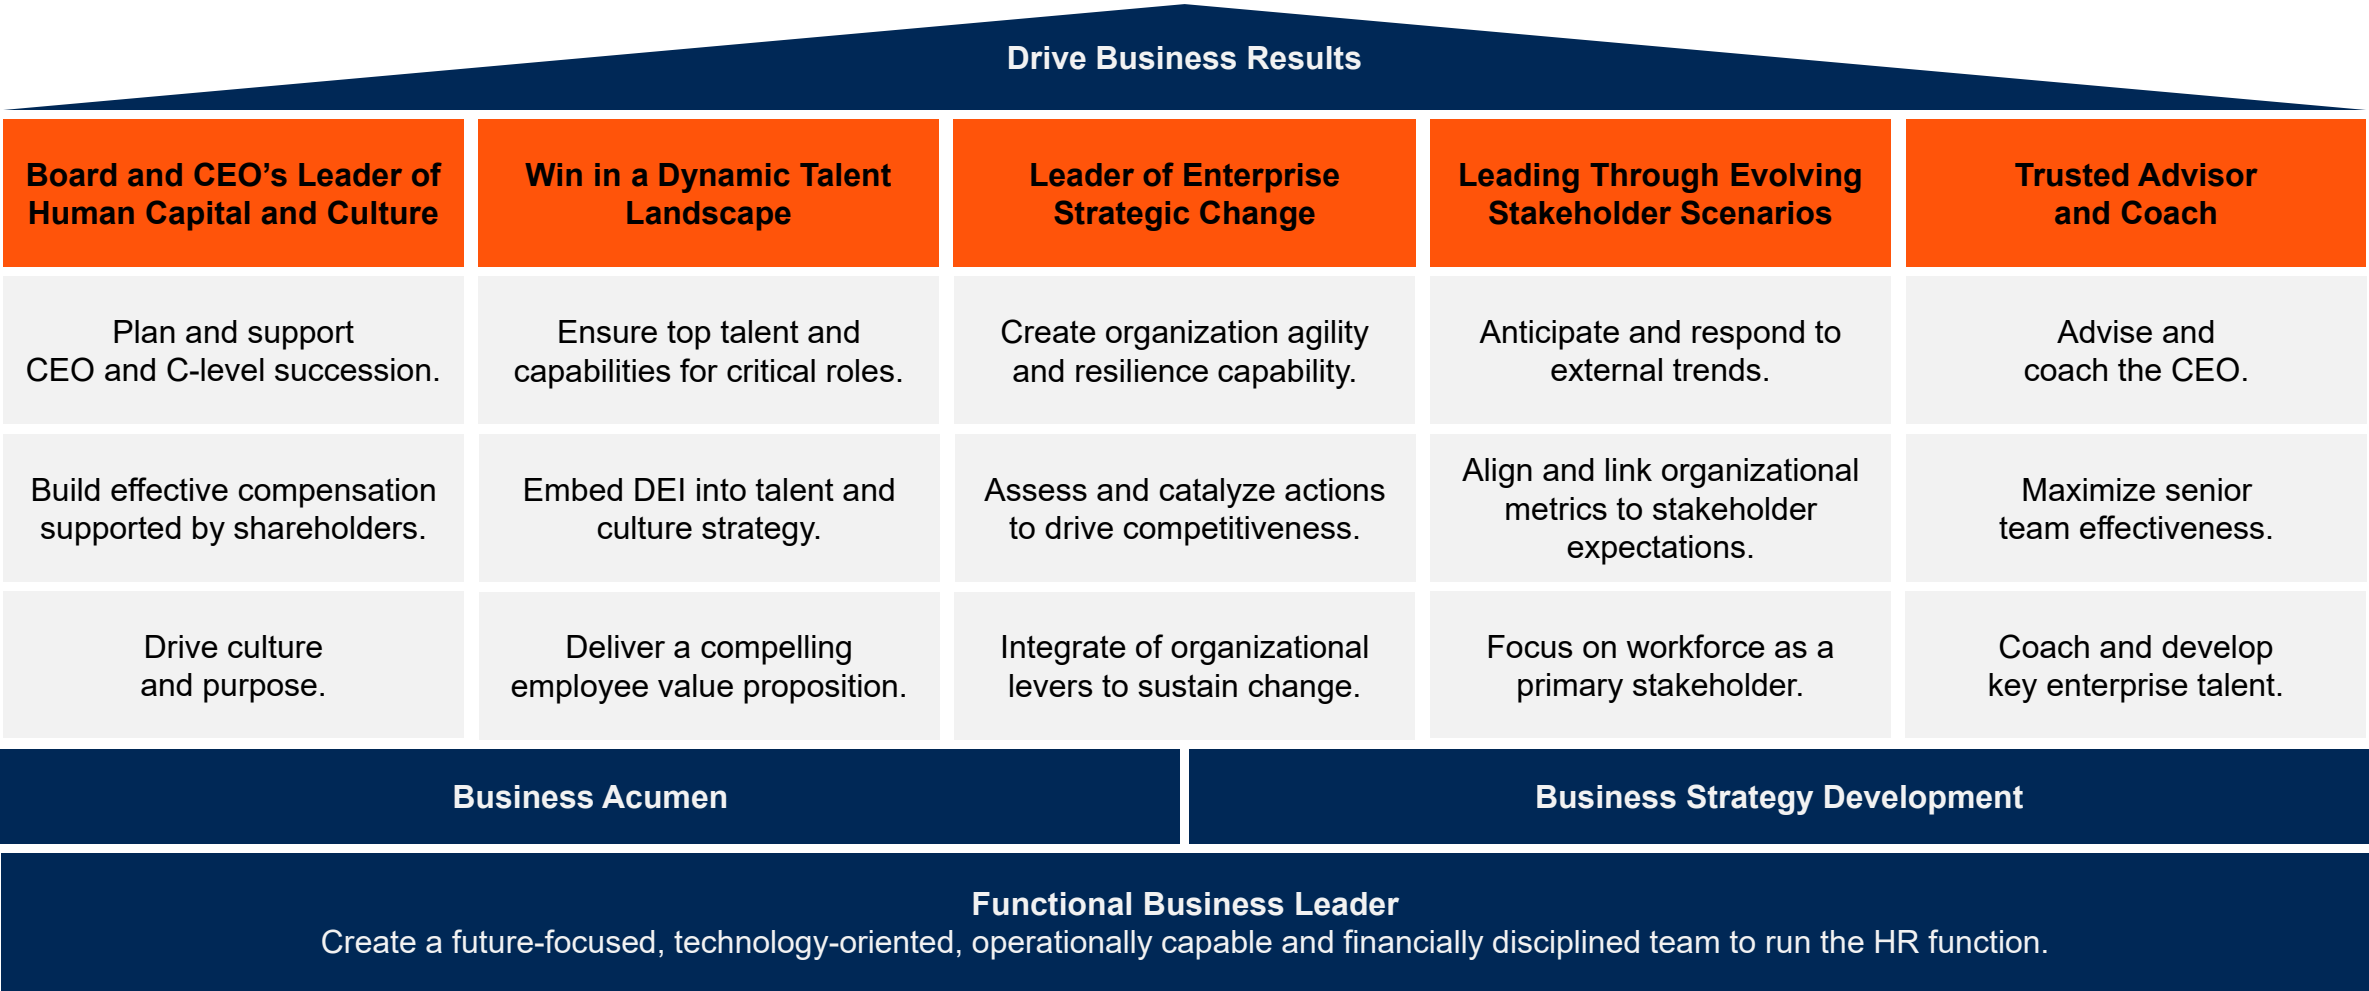 Drive Business Results
Board and CEO’s Leader of
Human Capital and Culture
Win in a Dynamic Talent
Landscape
Leader of Enterprise
Strategic Change
Leading Through Evolving
Stakeholder Scenarios
Trusted Advisor
and Coach
Plan and support
CEO and C-level succession.
Ensure top talent and
capabilities for critical roles.
Create organization agility
and resilience capability.
Anticipate and respond to
external trends.
Advise and
coach the CEO.
Build effective compensation
supported by shareholders.
Embed DEI into talent and
culture strategy.
Assess and catalyze actions
to drive competitiveness.
Align and link organizational
metrics to stakeholder
expectations.
Maximize senior
team effectiveness.
Drive culture
and purpose.
Deliver a compelling
employee value proposition.
Integrate of organizational
levers to sustain change.
Focus on workforce as a
primary stakeholder.
Coach and develop
key enterprise talent.
Business Acumen
Business Strategy Development
Functional Business Leader
Create a future-focused, technology-oriented, operationally capable and financially disciplined team to run the HR function.